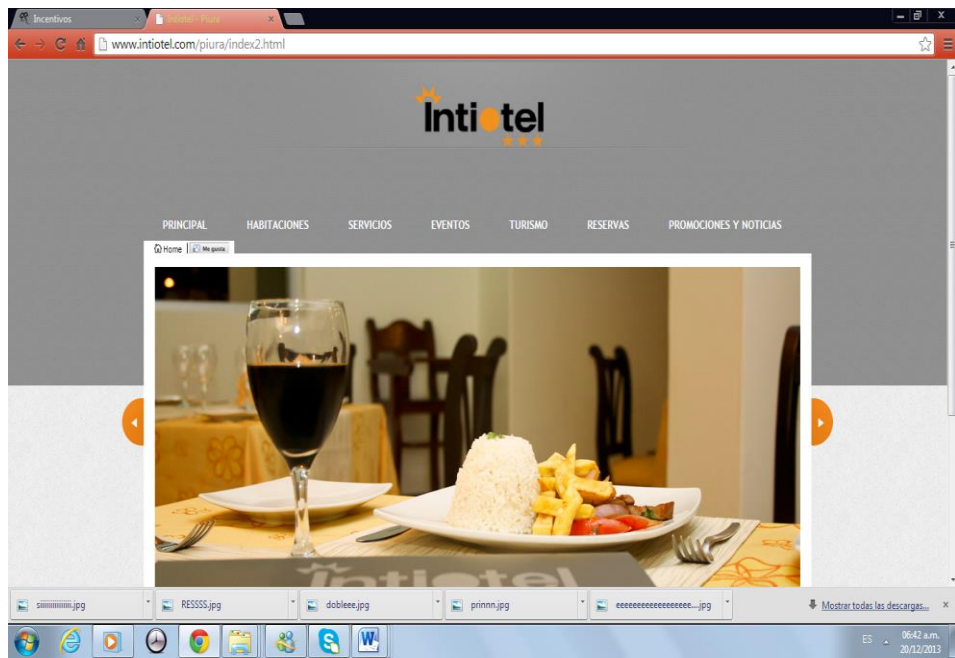 Incentivos
Intiotel - Piura
www.intiotel.com/piura/index2.html
Intiotel
PRINCIPAL HABITACIONES SERVICIOS EVENTOS TURISMO RESERVAS PROMOCIONES Y NOTICIAS
Home Me gusta
Intiotel
RESSSS.jpg dobleee.jpg prinnn.jpg Mostrar todas las descargas...
ES 06:42 a.m.
20/12/2013